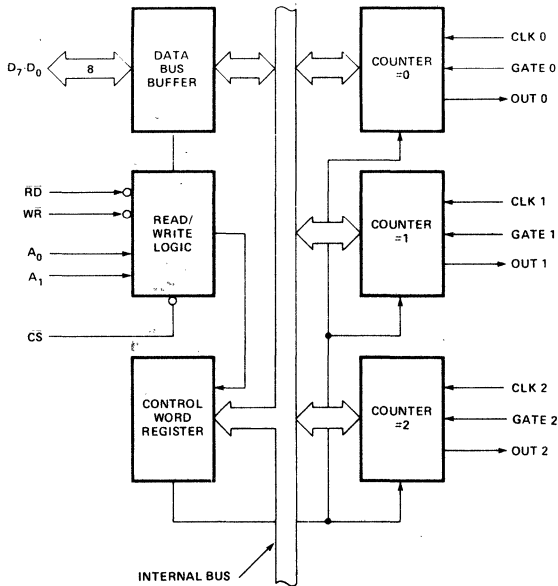 D7-D0
8
DATA
BUS
BUFFER
RD
WR
A0
A1
CS
READ/
WRITE
LOGIC
CONTROL
WORD
REGISTER
INTERNAL BUS
COUNTER
=0
CLK 0
GATE 0
OUT 0
COUNTER
=1
CLK 1
GATE 1
OUT 1
COUNTER
=2
CLK 2
GATE 2
OUT 2